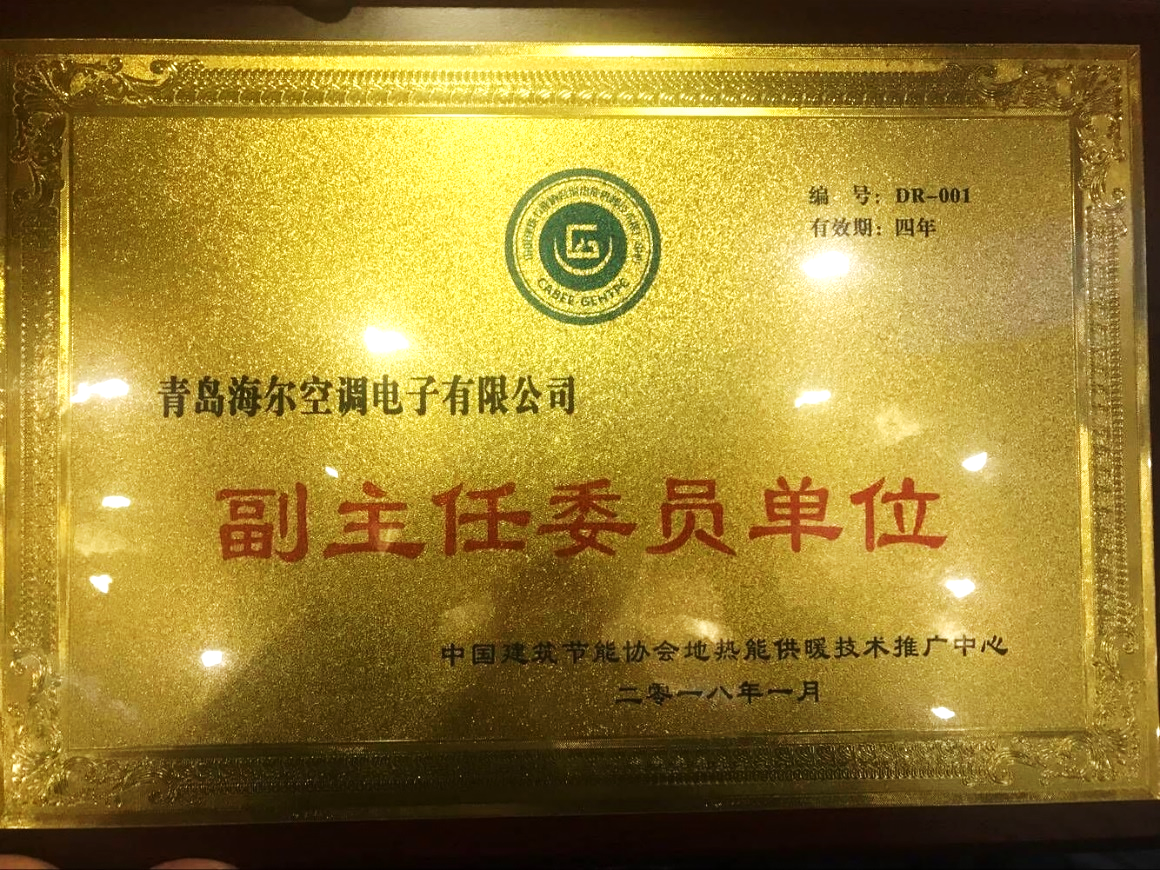 编 号：DR-001
有效期：四年
CABEE GEHTPC
青岛海尔空调电子有限公司
副主任委员单位
中国建筑节能协会地热能供暖技术推广中心
二零一八年一月